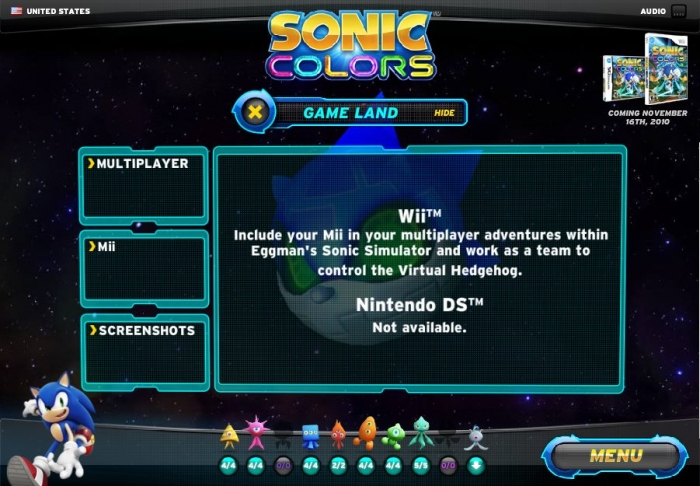 UNITED STATES
AUDIO
SONIC
COLORS
GAME LAND
HIDE
COMING NOVEMBER
16TH, 2010
❯MULTIPLAYER
❯Mii
❯SCREENSHOTS
Wii™
Include your Mii in your multiplayer adventures within
Eggman's Sonic Simulator and work as a team to
control the Virtual Hedgehog.
Nintendo DS™
Not available.
4/4 4/4 0/0 4/4 2/2 4/4 4/4 5/5 0/0
MENU